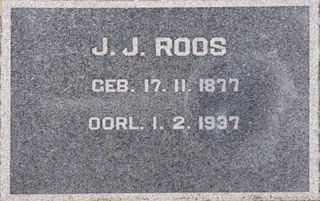 J. J. ROOS
GEB. 17. 11. 1877
OORL. 1. 2. 1937